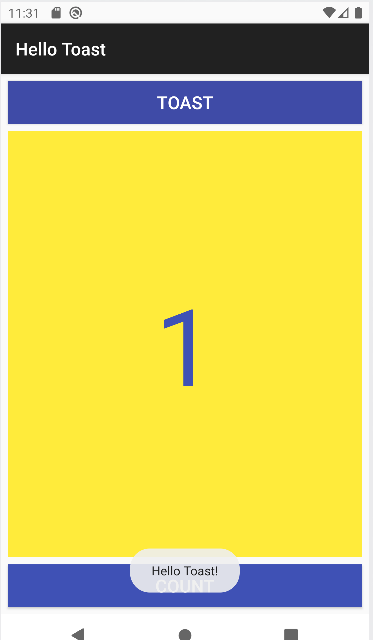 11:31
Hello Toast
TOAST
1
Hello Toast!
COUNT